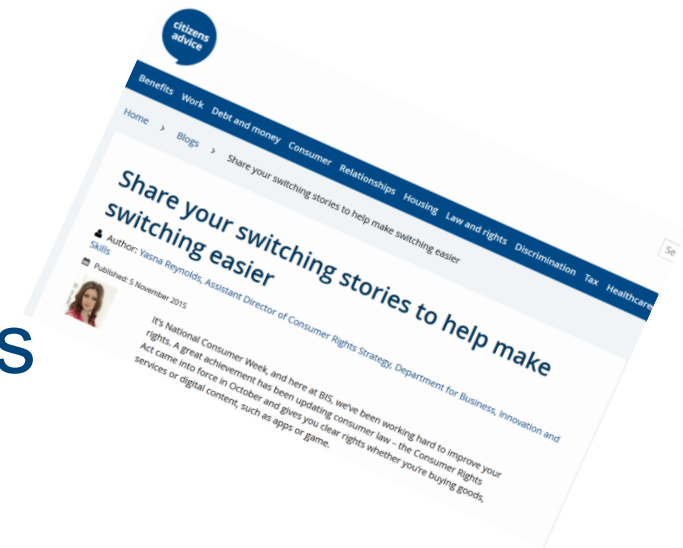 citizens
advice
Benefits Work Debt and money Consumer Relationships Housing Law and rights Discrimination Tax Healthcare
Se
Home > Blogs > Share your switching stories to help make switching easier
Share your switching stories to help make
switching easier
Author: Yasna Reynolds, Assistant Director of Consumer Rights Strategy, Department for Business, Innovation and
Skills
Published: 5 November 2015
It's National Consumer Week, and here at BIS, we've been working hard to improve your
rights. A great achievement has been updating consumer law – the Consumer Rights
Act came into force in October and gives you clear rights whether you're buying goods,
services or digital content, such as apps or game.
s